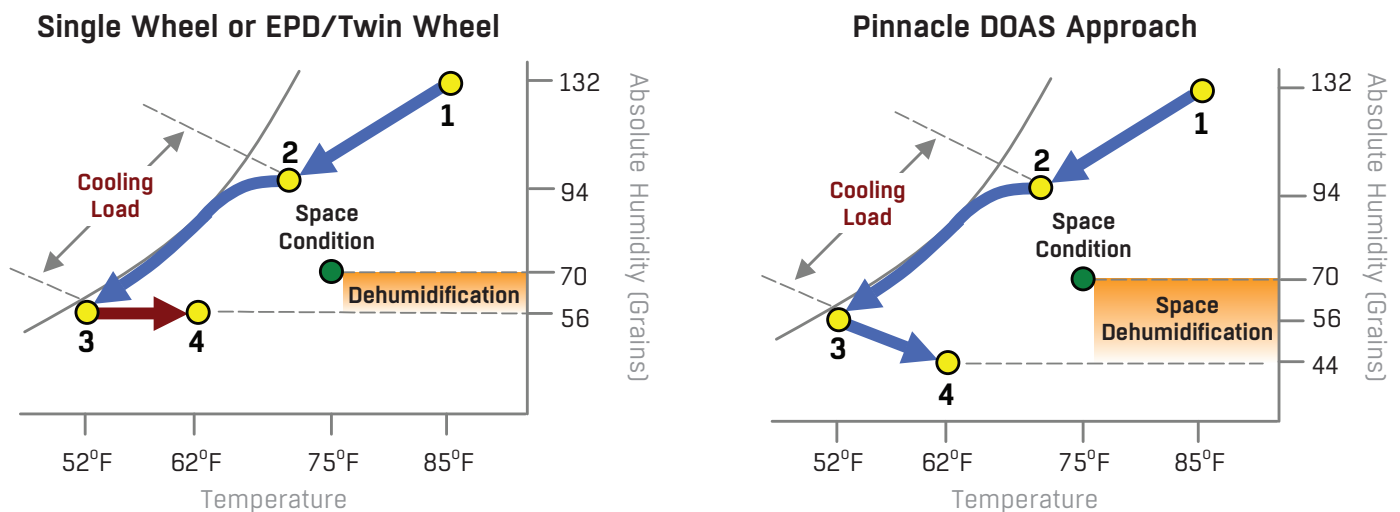 Single Wheel or EPD/Twin Wheel
132
1
2
Cooling
Load
94
Space
Condition
70
Dehumidification
56
3
4
Absolute Humidity (Grains)
52°F
62°F
75°F
85°F
Temperature
Pinnacle DOAS Approach
132
1
2
Cooling
Load
94
Space
Condition
70
Space
Dehumidification
56
3
44
4
Absolute Humidity (Grains)
52°F
62°F
75°F
85°F
Temperature